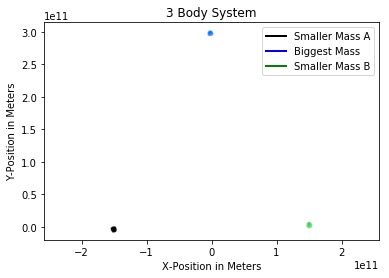 3 Body System
1e11
3.0
2.5
2.0
1.5
1.0
0.5
0.0
Y-Position in Meters
Smaller Mass A
Biggest Mass
Smaller Mass B
−2
−1
0
1
2
1e11
X-Position in Meters